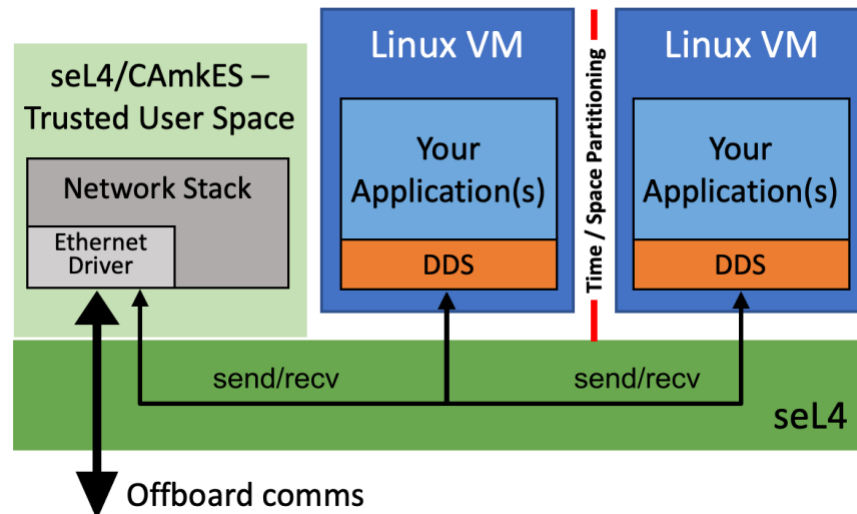 seL4/CAmkES –
Trusted User Space
Network Stack
Ethernet
Driver
Linux VM
Your
Application(s)
DDS
Time / Space Partitioning
Linux VM
Your
Application(s)
DDS
send/recv
send/recv
seL4
Offboard comms